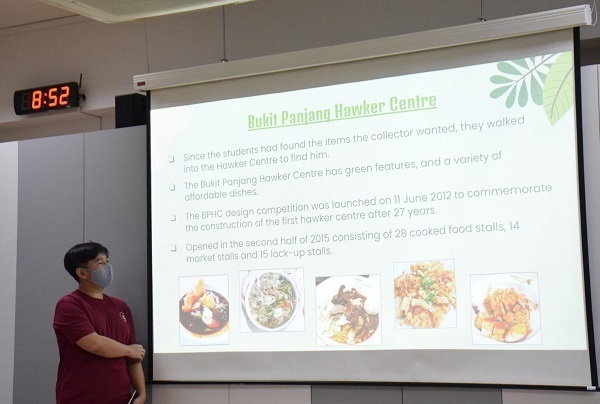 8:52
Bukit Panjang Hawker Centre
❑ Since the students had found the items the collector wanted, they walked
into the Hawker Centre to find him.
❑ The Bukit Panjang Hawker Centre has green features, and a variety of
affordable dishes.
❑ The BPHC design competition was launched on 11 June 2012 to commemorate
the construction of the first hawker centre after 27 years.
❑ Opened in the second half of 2015 consisting of 28 cooked food stalls, 14
market stalls and 15 lock-up stalls.